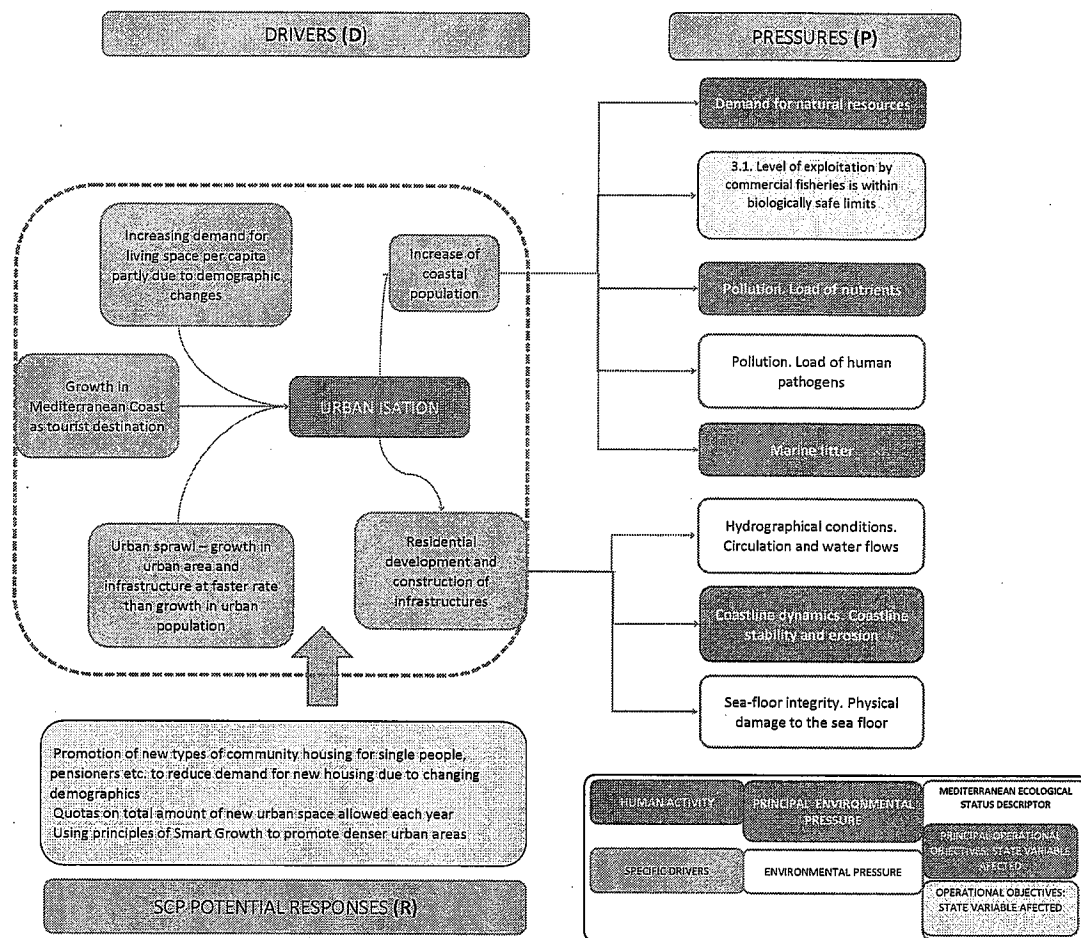 DRIVERS (D)
PRESSURES (P)
Demand for natural resources
3.1. Level of exploitation by
commercial fisheries is within
biologically safe limits
Increasing demand for
living space per capita
partly due to demographic
changes
Increase of
coastal
population
Pollution. Load of nutrients
Pollution. Load of human
pathogens
Growth in
Mediterranean Coast
as tourist destination
URBAN ISATION
Marine litter
Urban sprawl – growth in
urban area and
infrastructure at faster rate
than growth in urban
population
Residential
development and
construction of
infrastructures
Hydrographical conditions.
Circulation and water flows
Coastline dynamics. Coastline
stability and erosion
Sea-floor integrity. Physical
damage to the sea floor
Promotion of new types of community housing for single people,
pensioners etc. to reduce demand for new housing due to changing
demographics
Quotas on total amount of new urban space allowed each year
Using principles of Smart Growth to promote denser urban areas
SCP POTENTIAL RESPONSES (R)
HUMAN ACTIVITY
PRINCIPAL ENVIRONMENTAL
PRESSURE
MEDITERRANEAN ECOLOGICAL
STATUS DESCRIPTOR
PRINCIPAL OPERATIONAL
OBJECTIVES: STATE VARIABLE
AFECTED
SPECIFIC DRIVERS
ENVIRONMENTAL PRESSURE
OPERATIONAL OBJECTIVES:
STATE VARIABLE AFECTED